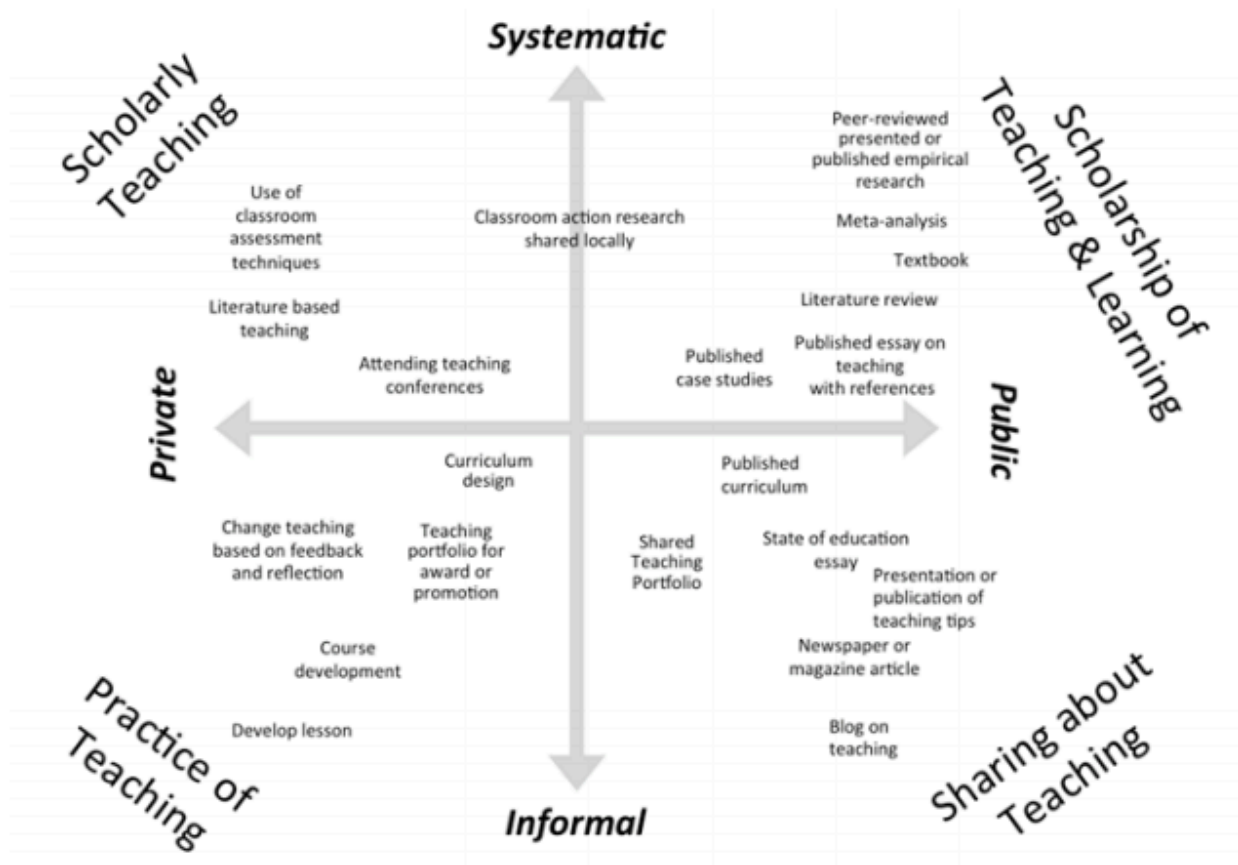 Systematic
Scholarly
Teaching
Scholarship of
Teaching & Learning
Peer-reviewed
presented or
published empirical
research
Use of
classroom
assessment
techniques
Classroom action research
shared locally
Meta-analysis
Textbook
Literature based
teaching
Literature review
Attending teaching
conferences
Published
case studies
Published essay on
teaching
with references
Private
Public
Curriculum
design
Published
curriculum
Change teaching
based on feedback
and reflection
Teaching
portfolio for
award or
promotion
Shared
Teaching
Portfolio
State of education
essay
Presentation or
publication of
teaching tips
Course
development
Newspaper or
magazine article
Develop lesson
Blog on
teaching
Practice of
Teaching
Sharing about
Teaching
Informal